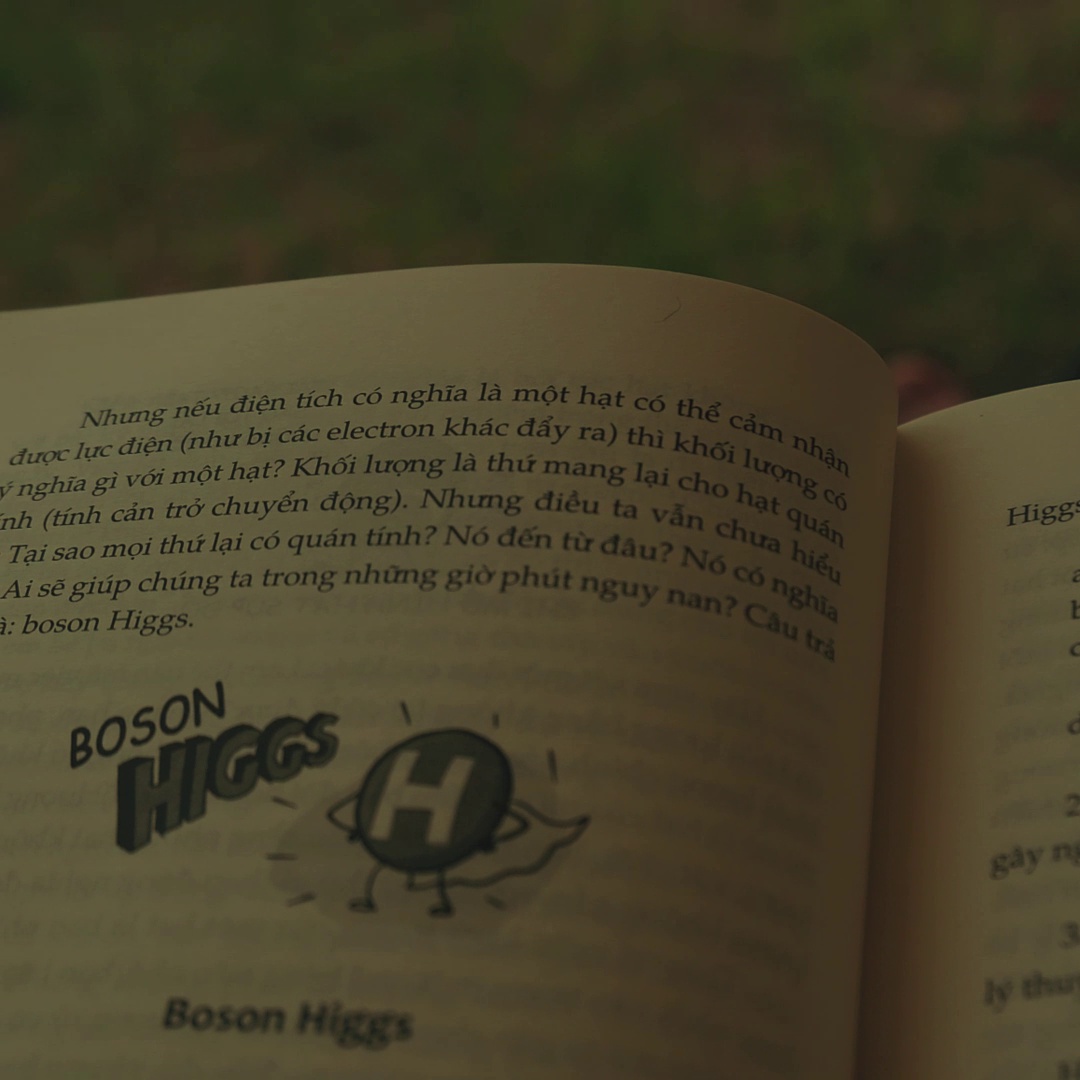 Nhưng nếu điện tích có nghĩa là một hạt có thể cảm nhận
được lực điện (như bị các electron khác đẩy ra) thì khối lượng có
ý nghĩa gì với một hạt? Khối lượng là thứ mang lại cho hạt quán
ính (tính cản trở chuyển động). Nhưng điều ta vẫn chưa hiểu
Tại sao mọi thứ lại có quán tính? Nó đến từ đâu? Nó có nghĩa
Ai sẽ giúp chúng ta trong những giờ phút nguy nan? Câu trả
à: boson Higgs.
BOSON
HIGGS
H
Boson Higgs
Higgs
a
b
c
d
2
gây ng
3
lý thuy